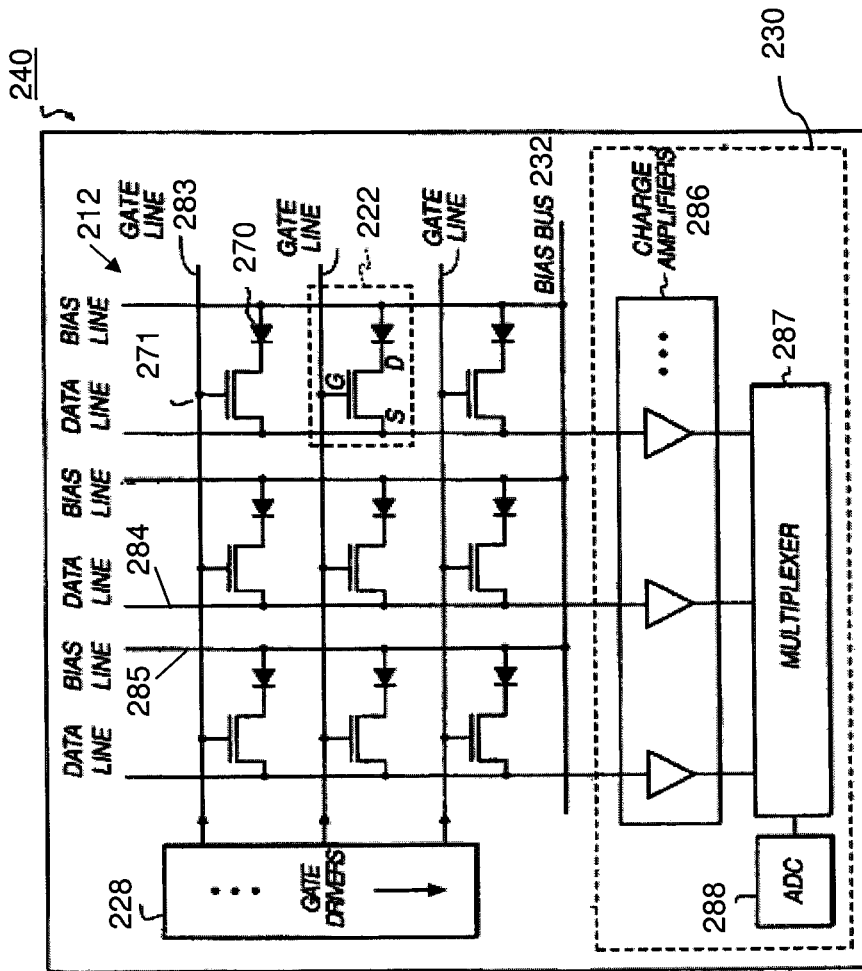 240
212
GATE
LINE
283
DATA
LINE
BIAS
LINE
DATA
LINE
284
BIAS
LINE
285
DATA
LINE
BIAS
LINE
271
270
GATE
LINE
222
G
S
D
GATE
LINE
BIAS BUS 232
228
GATE
DRIVERS
230
CHARGE
AMPLIFIERS
286
287
MULTIPLEXER
288
ADC